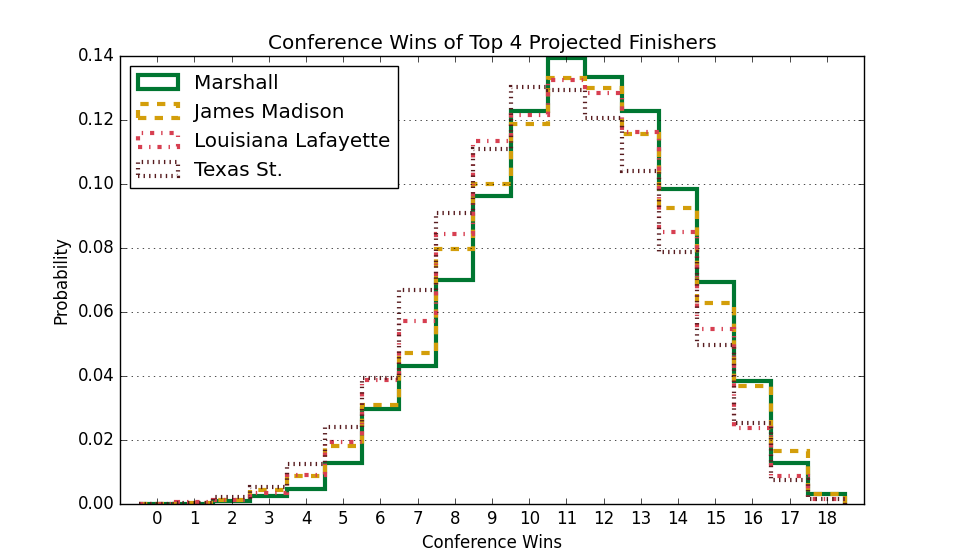 Conference Wins of Top 4 Projected Finishers
0.14
0.12
0.10
0.08
0.06
0.04
0.02
0.00
Probability
Marshall
James Madison
Louisiana Lafayette
Texas St.
0 1 2 3 4 5 6 7 8 9 10 11 12 13 14 15 16 17 18
Conference Wins